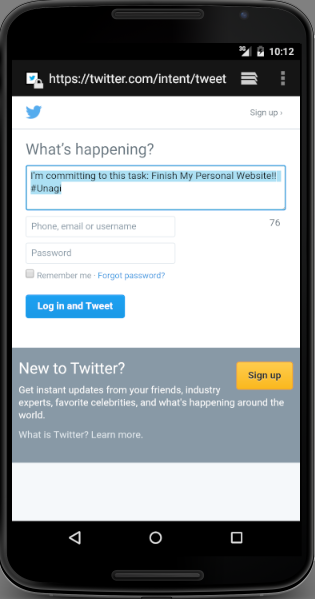 3G 10:12
https://twitter.com/intent/tweet
Sign up ›
What's happening?
I'm committing to this task: Finish My Personal Website!!
#Unagi
Phone, email or username
76
Password
Remember me · Forgot password?
Log in and Tweet
New to Twitter?
Sign up
Get instant updates from your friends, industry
experts, favorite celebrities, and what's happening around the
world.
What is Twitter? Learn more.